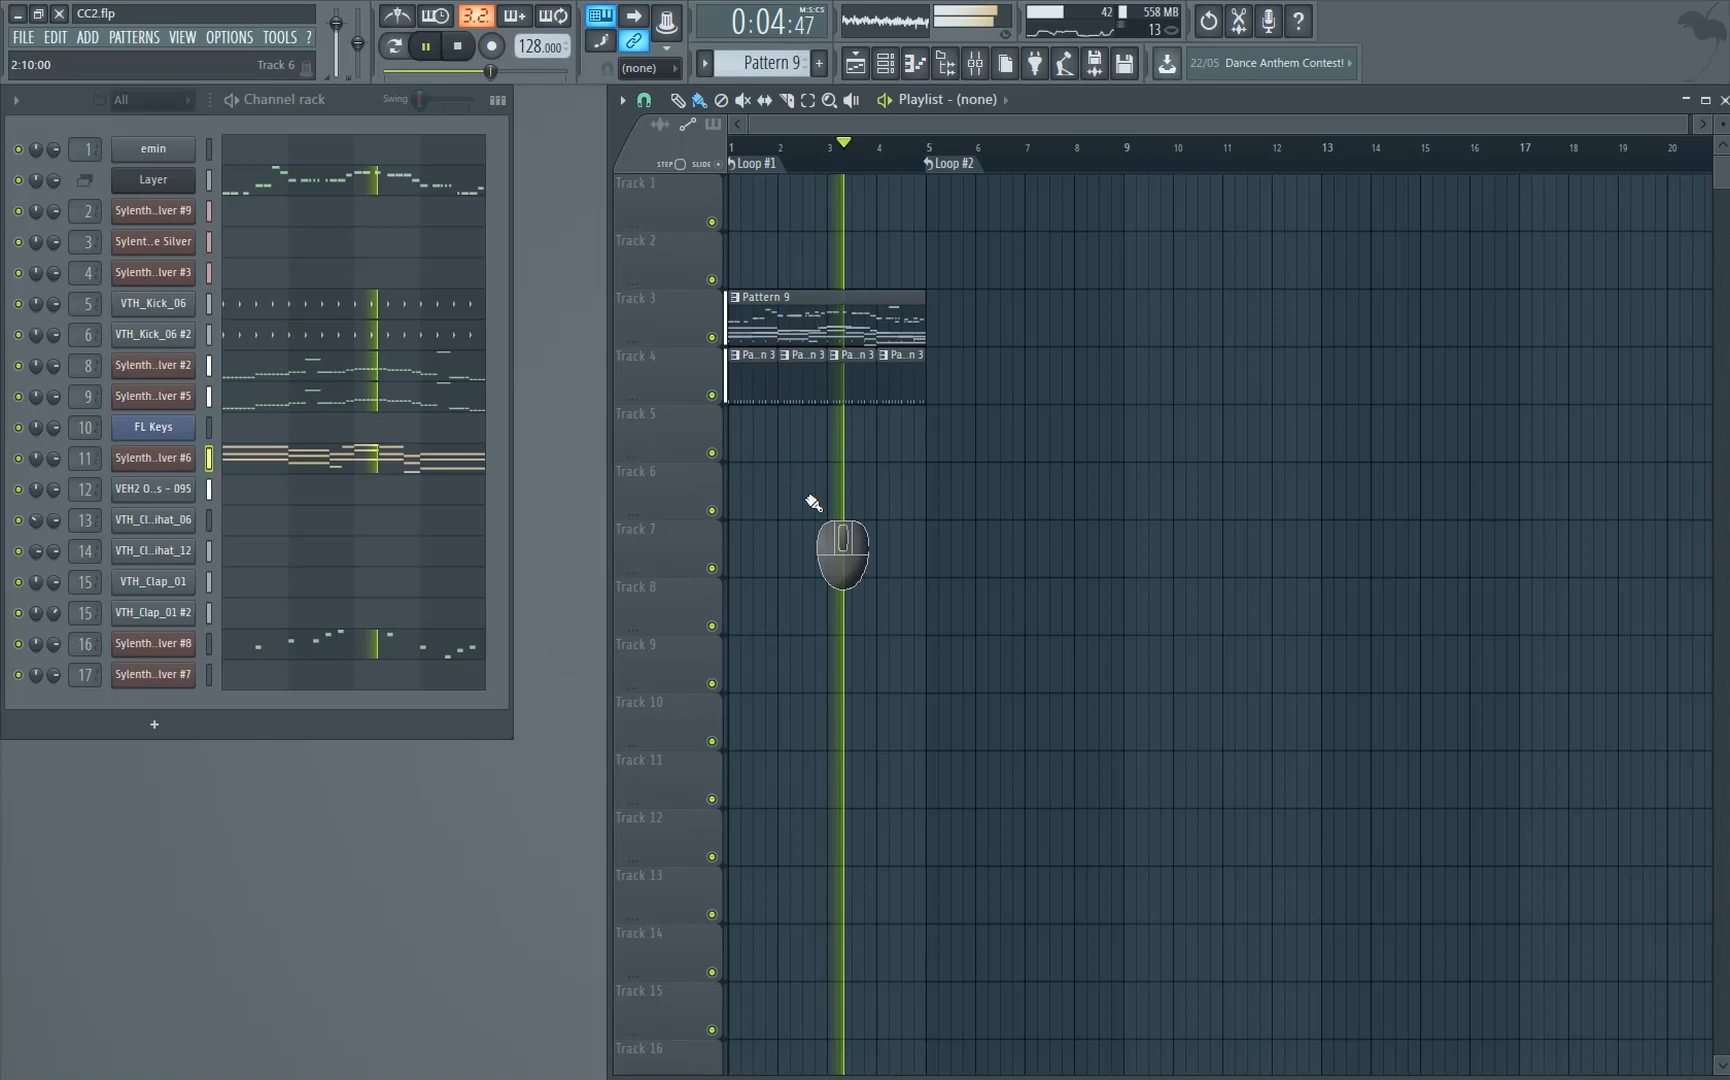 CC2.flp
FILE EDIT ADD PATTERNS VIEW OPTIONS TOOLS ?
2:10:00 Track 6
3.2.
128.000
(none)
0:04:47 M:S:CS
Pattern 9 +
42 558 MB
13
22/05 Dance Anthem Contest!
All Channel rack Swing
1 emin
Layer
2 Sylenth..lver #9
3 Sylent..e Silver
4 Sylenth..lver #3
5 VTH_Kick_06
6 VTH_Kick_06 #2
8 Sylenth..lver #2
9 Sylenth..lver #5
10 FL Keys
11 Sylenth..lver #6
12 VEH2 O..s - 095
13 VTH_Cl..ihat_06
14 VTH_Cl..ihat_12
15 VTH_Clap_01
15 VTH_Clap_01 #2
16 Sylenth..lver #8
17 Sylenth..lver #7
+
Playlist - (none)
STEP SLIDE
1 2 3 4 5 6 7 8 9 10 11 12 13 14 15 16 17 18 19 20
Loop #1 Loop #2
Track 1
Track 2
Track 3
Pattern 9
Track 4
Pa..n 3 Pa..n 3 Pa..n 3 Pa..n 3
Track 5
Track 6
Track 7
Track 8
Track 9
Track 10
Track 11
Track 12
Track 13
Track 14
Track 15
Track 16